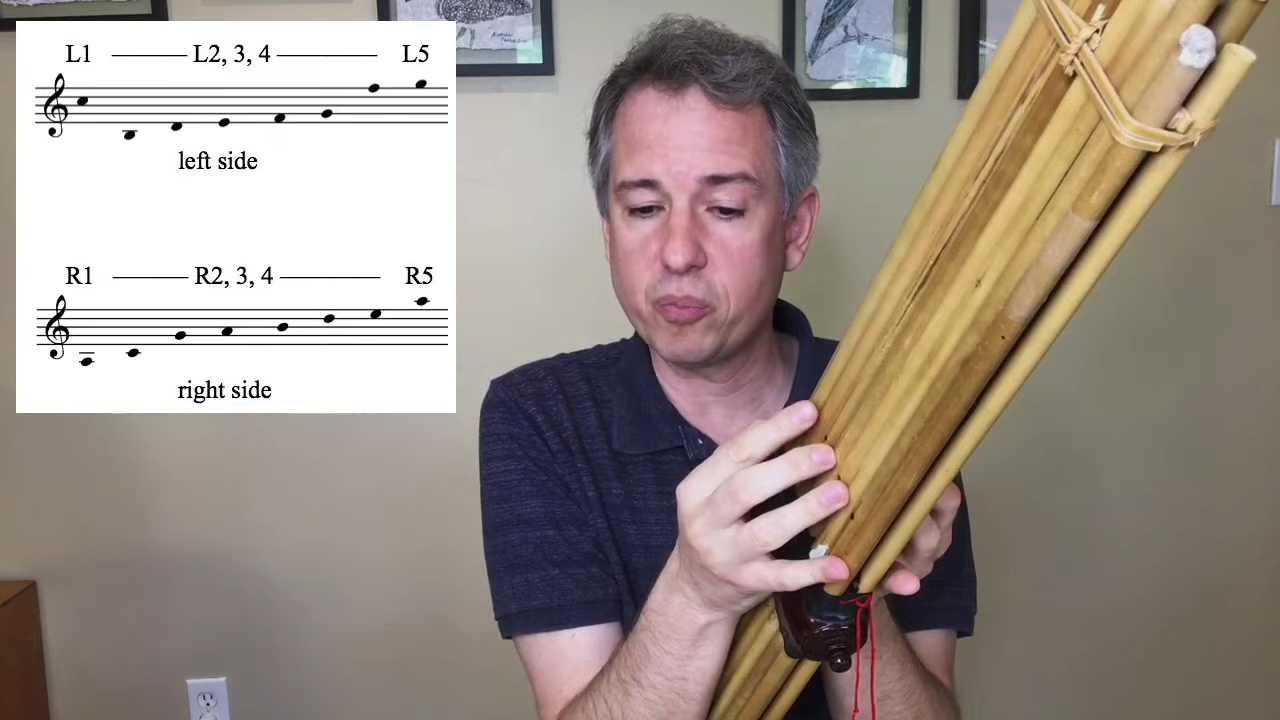 L1 ——— L2, 3, 4 ——— L5
left side
R1 ——— R2, 3, 4 ——— R5
right side